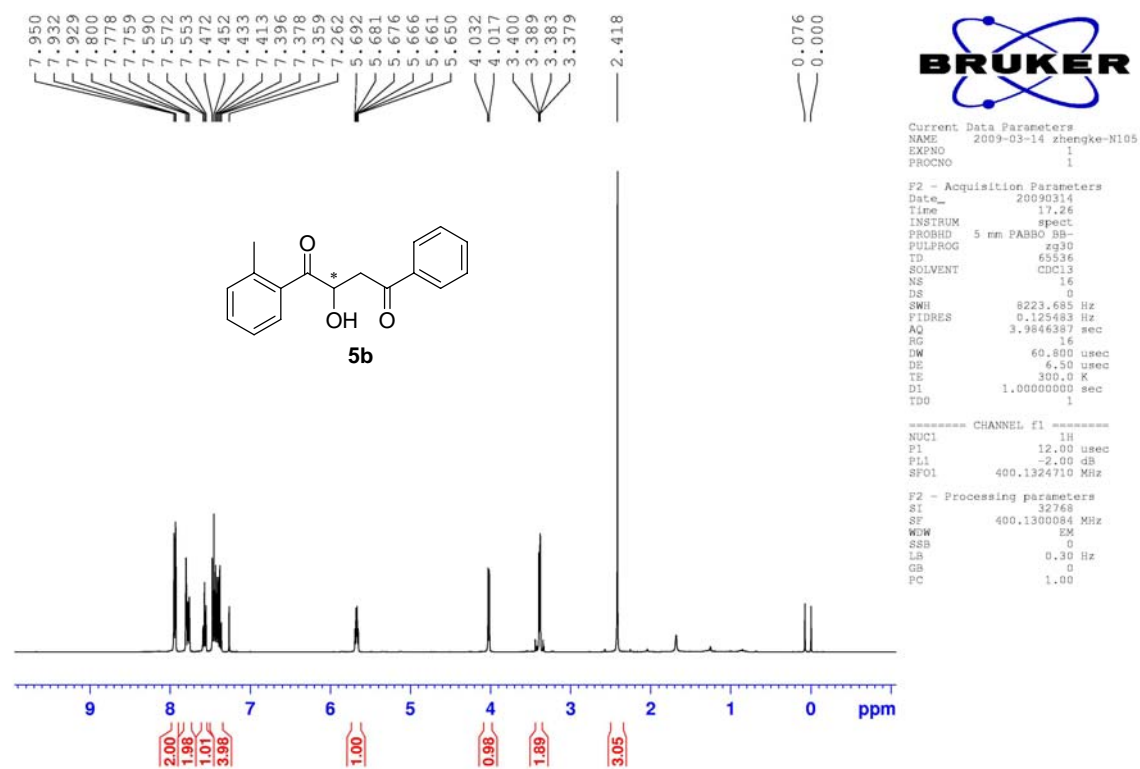 7.950
7.932
7.929
7.800
7.778
7.759
7.590
7.572
7.553
7.472
7.452
7.433
7.413
7.396
7.378
7.359
7.262
5.692
5.681
5.676
5.666
5.661
5.650
4.032
4.017
3.400
3.389
3.383
3.379
2.418
0.076
0.000
BRUKER
Current Data Parameters
NAME 2009-03-14 zhengke-N105
EXPNO 1
PROCNO 1
F2 - Acquisition Parameters
Date_ 20090314
Time 17.26
INSTRUM spect
PROBHD 5 mm PABBO BB-
PULPROG zg30
TD 65536
SOLVENT CDCl3
NS 16
DS 0
SWH 8223.685 Hz
FIDRES 0.125483 Hz
AQ 3.9846387 sec
RG 16
DW 60.800 usec
DE 6.50 usec
TE 300.0 K
D1 1.00000000 sec
TD0 1
======== CHANNEL f1 ========
NUC1 1H
P1 12.00 usec
PL1 -2.00 dB
SFO1 400.1324710 MHz
F2 - Processing parameters
SI 32768
SF 400.1300084 MHz
WDW EM
SSB 0
LB 0.30 Hz
GB 0
PC 1.00
O
*
OH
O
5b
9 8 7 6 5 4 3 2 1 0 ppm
2.00
1.98
1.01
3.98
1.00
0.98
1.89
3.05